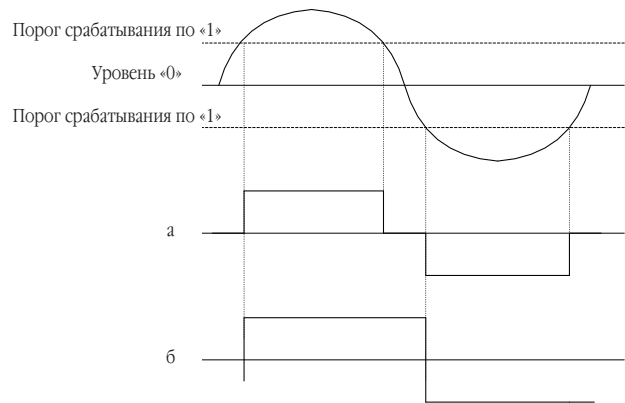 Порог срабатывания по «1»
Уровень «0»
Порог срабатывания по «1»
а
б